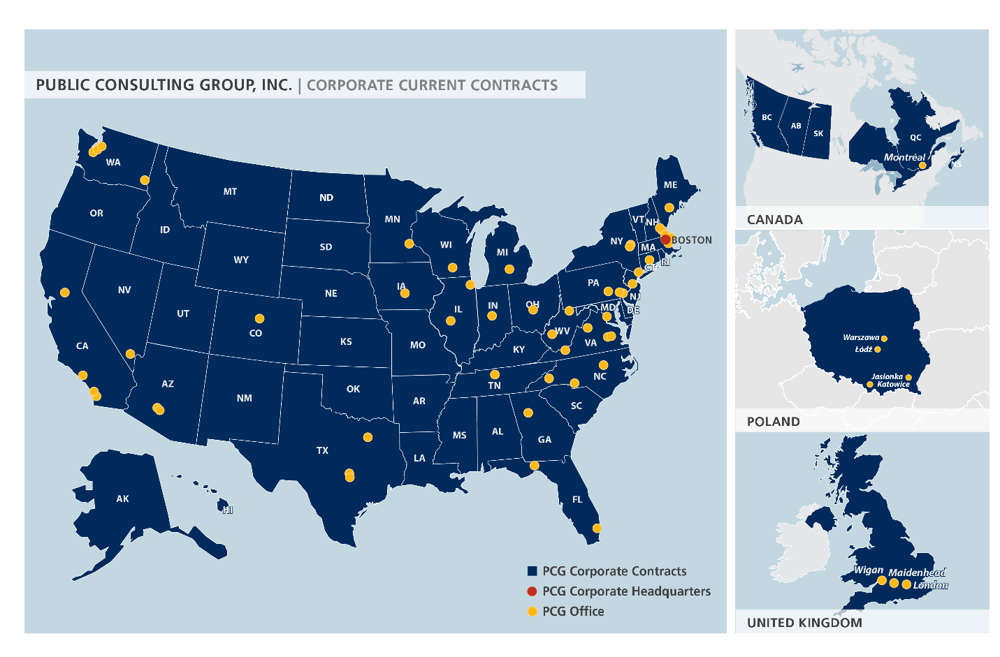 PUBLIC CONSULTING GROUP, INC. | CORPORATE CURRENT CONTRACTS
WA
OR
ID
MT
ND
MN
SD
WY
WI
MI
NY
VT
NH
ME
MA
BOSTON
CT
RI
NV
UT
CO
NE
IA
IL
IN
OH
PA
NJ
MD
DE
WV
VA
CA
KS
MO
KY
AZ
NM
OK
AR
TN
NC
SC
TX
LA
MS
AL
GA
FL
AK
HI
PCG Corporate Contracts
PCG Corporate Headquarters
PCG Office
BC
AB
SK
QC
Montréal
NS
CANADA
Warszawa
Łódź
Jasionka
Katowice
POLAND
Wigan
Maidenhead
London
UNITED KINGDOM